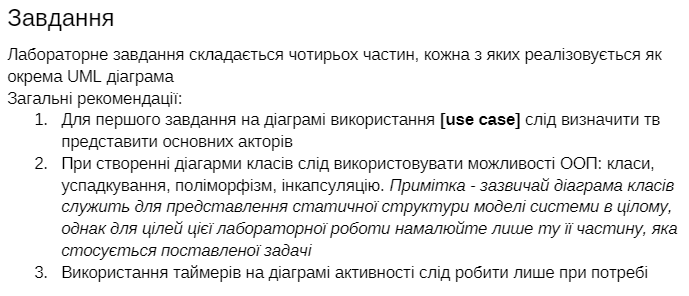 Завдання
Лабораторне завдання складається чотирьох частин, кожна з яких реалізовується як
окрема UML діаграма
Загальні рекомендації:
1. Для першого завдання на діаграмі використання [use case] слід визначити тв
представити основних акторів
2. При створенні діагарми класів слід використовувати можливості ООП: класи,
успадкування, поліморфізм, інкапсуляцію. Примітка - зазвичай діаграма класів
служить для представлення статичної структури моделі системи в цілому,
однак для цілей цієї лабораторної роботи намалюйте лише ту її частину, яка
стосується поставленої задачі
3. Використання таймерів на діаграмі активності слід робити лише при потребі